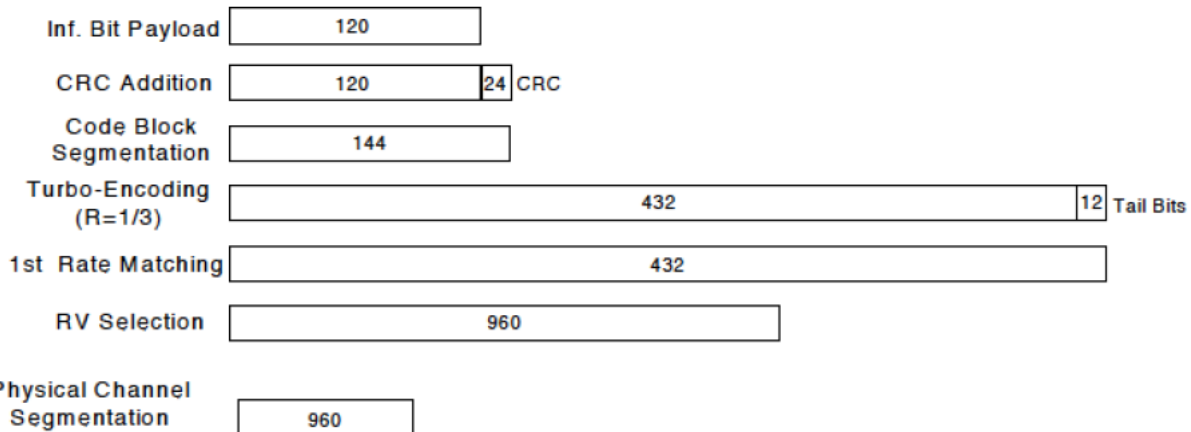 Inf. Bit Payload 120
CRC Addition 120 24 CRC
Code Block
Segmentation 144
Turbo-Encoding
(R=1/3) 432 12 Tail Bits
1st Rate Matching 432
RV Selection 960
Physical Channel
Segmentation 960